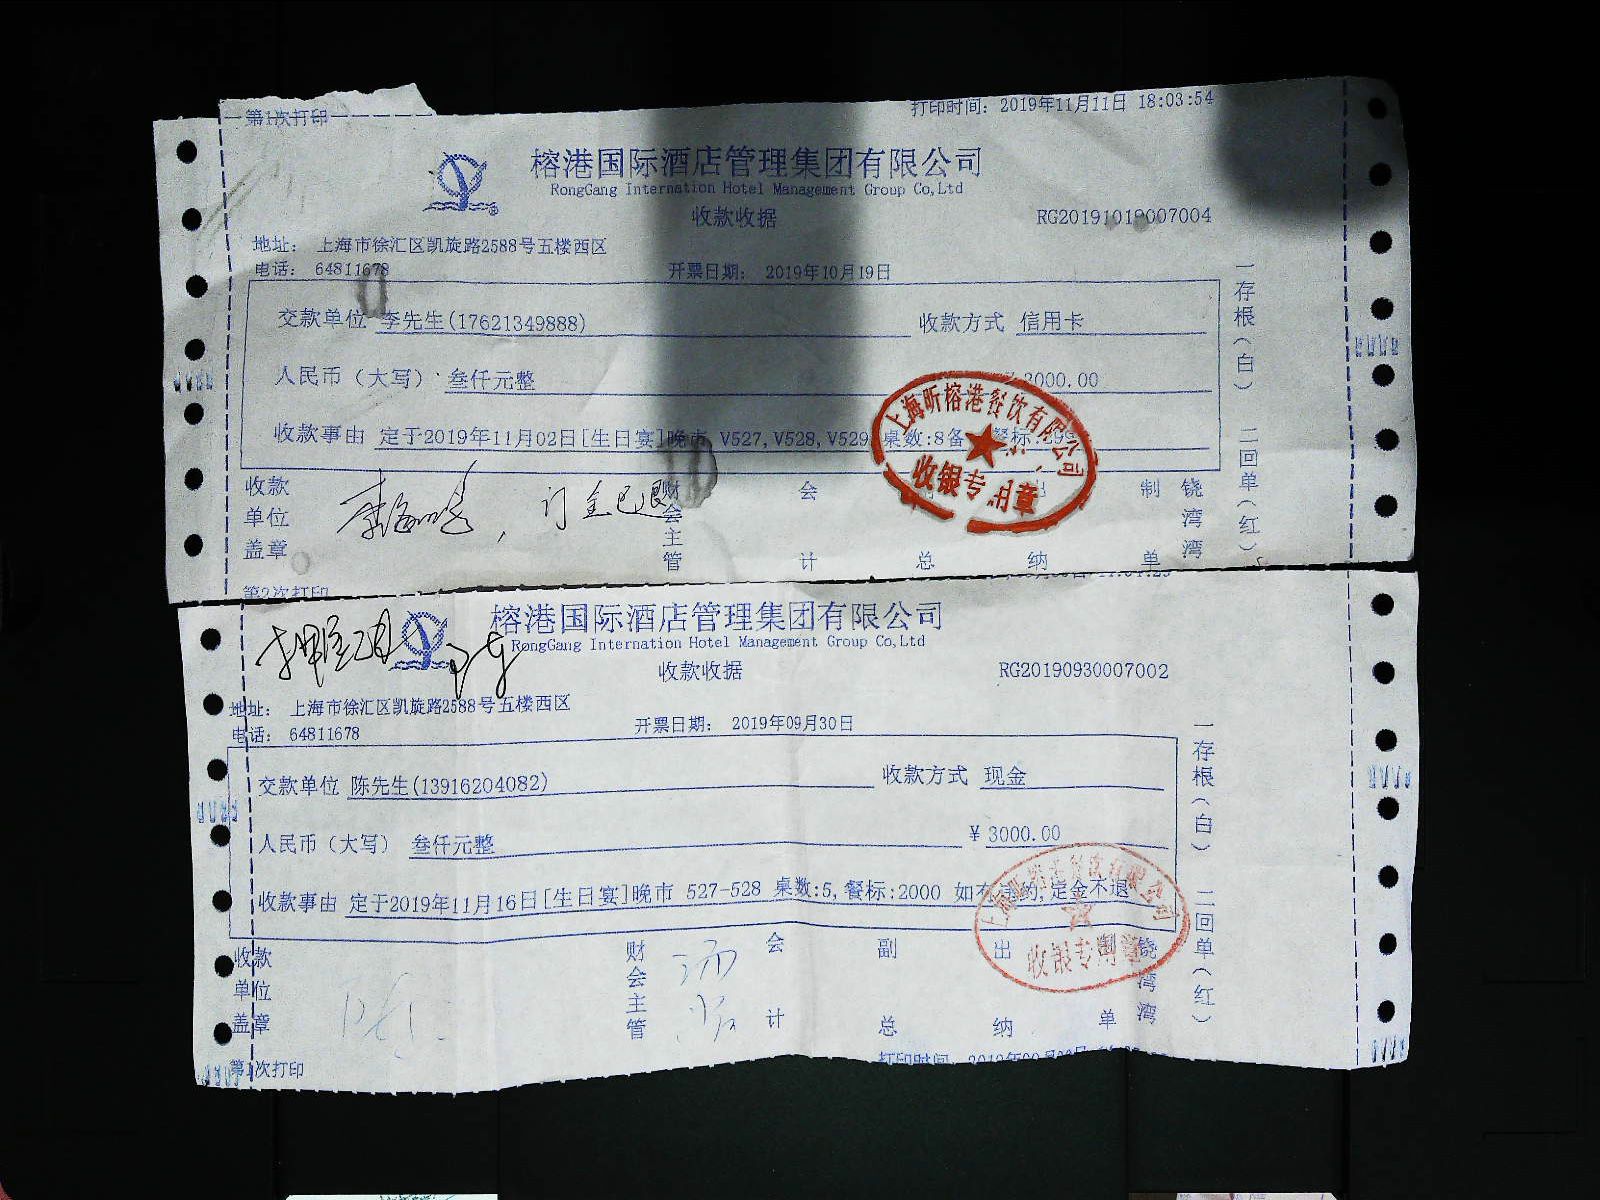 第1次打印
打印时间: 2019年11月11日 18:03:54
榕港国际酒店管理集团有限公司
RongGang Internation Hotel Management Group Co,Ltd
收款收据
RG20191019007004
地址: 上海市徐汇区凯旋路2588号五楼西区
电话: 64811678
开票日期: 2019年10月19日
交款单位 李先生(17621349888)
收款方式 信用卡
人民币(大写) 叁仟元整
3000.00
收款事由 定于2019年11月02日[生日宴]晚市 V527,V528,V529 桌数:8备
上海昕榕港餐饮有限公司
收银专用章
收款单位盖章
订金已退
财会主管
会计
总
纳
制单
饶湾湾
一存根(白) 二回单(红)
第2次打印
榕港国际酒店管理集团有限公司
RongGang Internation Hotel Management Group Co,Ltd
收款收据
RG20190930007002
地址: 上海市徐汇区凯旋路2588号五楼西区
电话: 64811678
开票日期: 2019年09月30日
交款单位 陈先生(13916204082)
收款方式 现金
人民币(大写) 叁仟元整
¥ 3000.00
收款事由 定于2019年11月16日[生日宴]晚市 527-528 桌数:5,餐标:2000 如有违约,定金不退
收银专用章
收款单位盖章
财会主管
会计
副总
出纳
单
饶湾湾
一存根(白) 二回单(红)
第1次打印
打印时间: